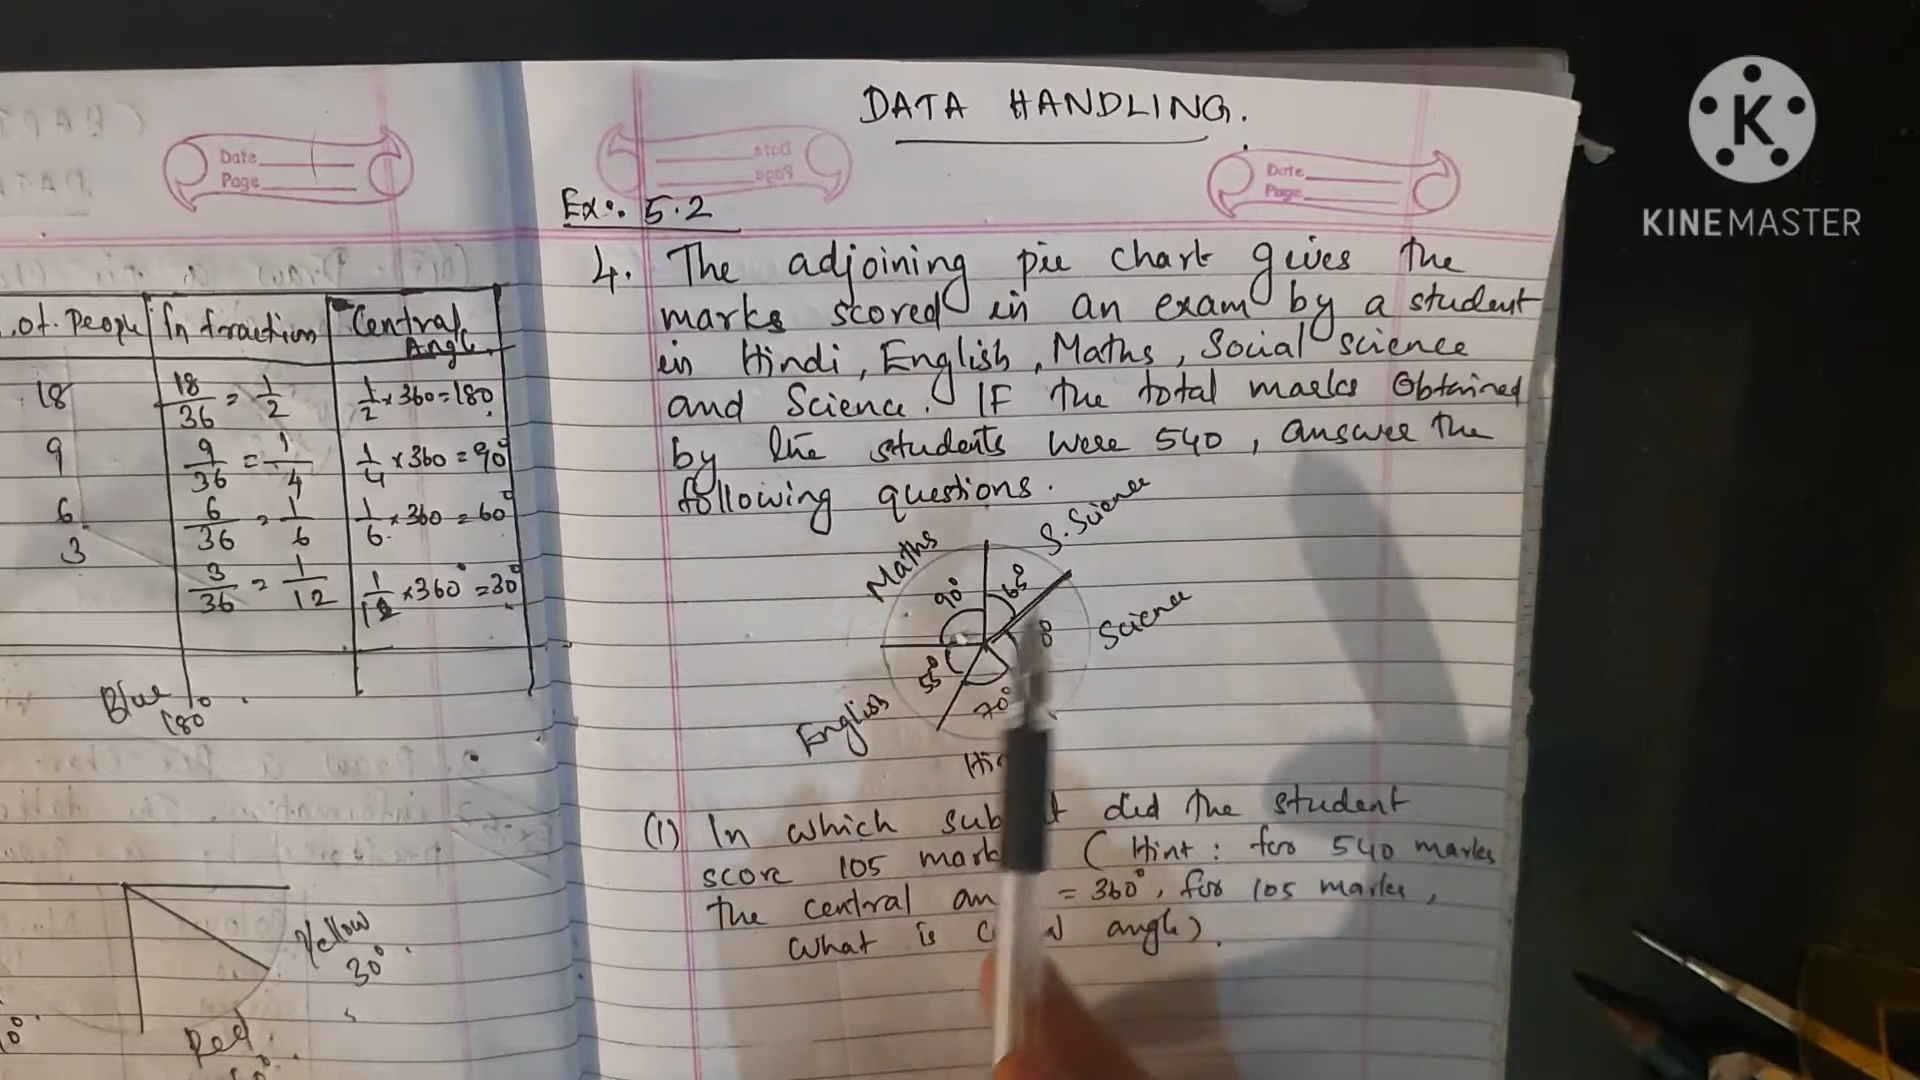 DATA HANDLING.
Date
Page
Date
Page
Date
Page
KINEMASTER
Ex:. 5.2
4. The adjoining pie chart gives the
marks scored in an exam by a student
in Hindi, English, Maths, Social science
and Science. IF the total marks Obtained
by the students were 540, answer the
following questions.
Maths
S. Science
90°
65°
Science
55°
70°
English
(1) In which did the student
score 105 ( Hint : for 540 marks
the central = 360°, for 105 marks,
what is angle).
.of. People In fraction Central Angle
18 18/36 = 1/2 1/2 × 360 = 180
9 9/36 = 1/4 1/4 × 360 = 90°
6 6/36 = 1/6 1/6 × 360 = 60°
3 3/36 = 1/12 1/12 × 360° = 30°
Blue
180°
Yellow
30°
Red